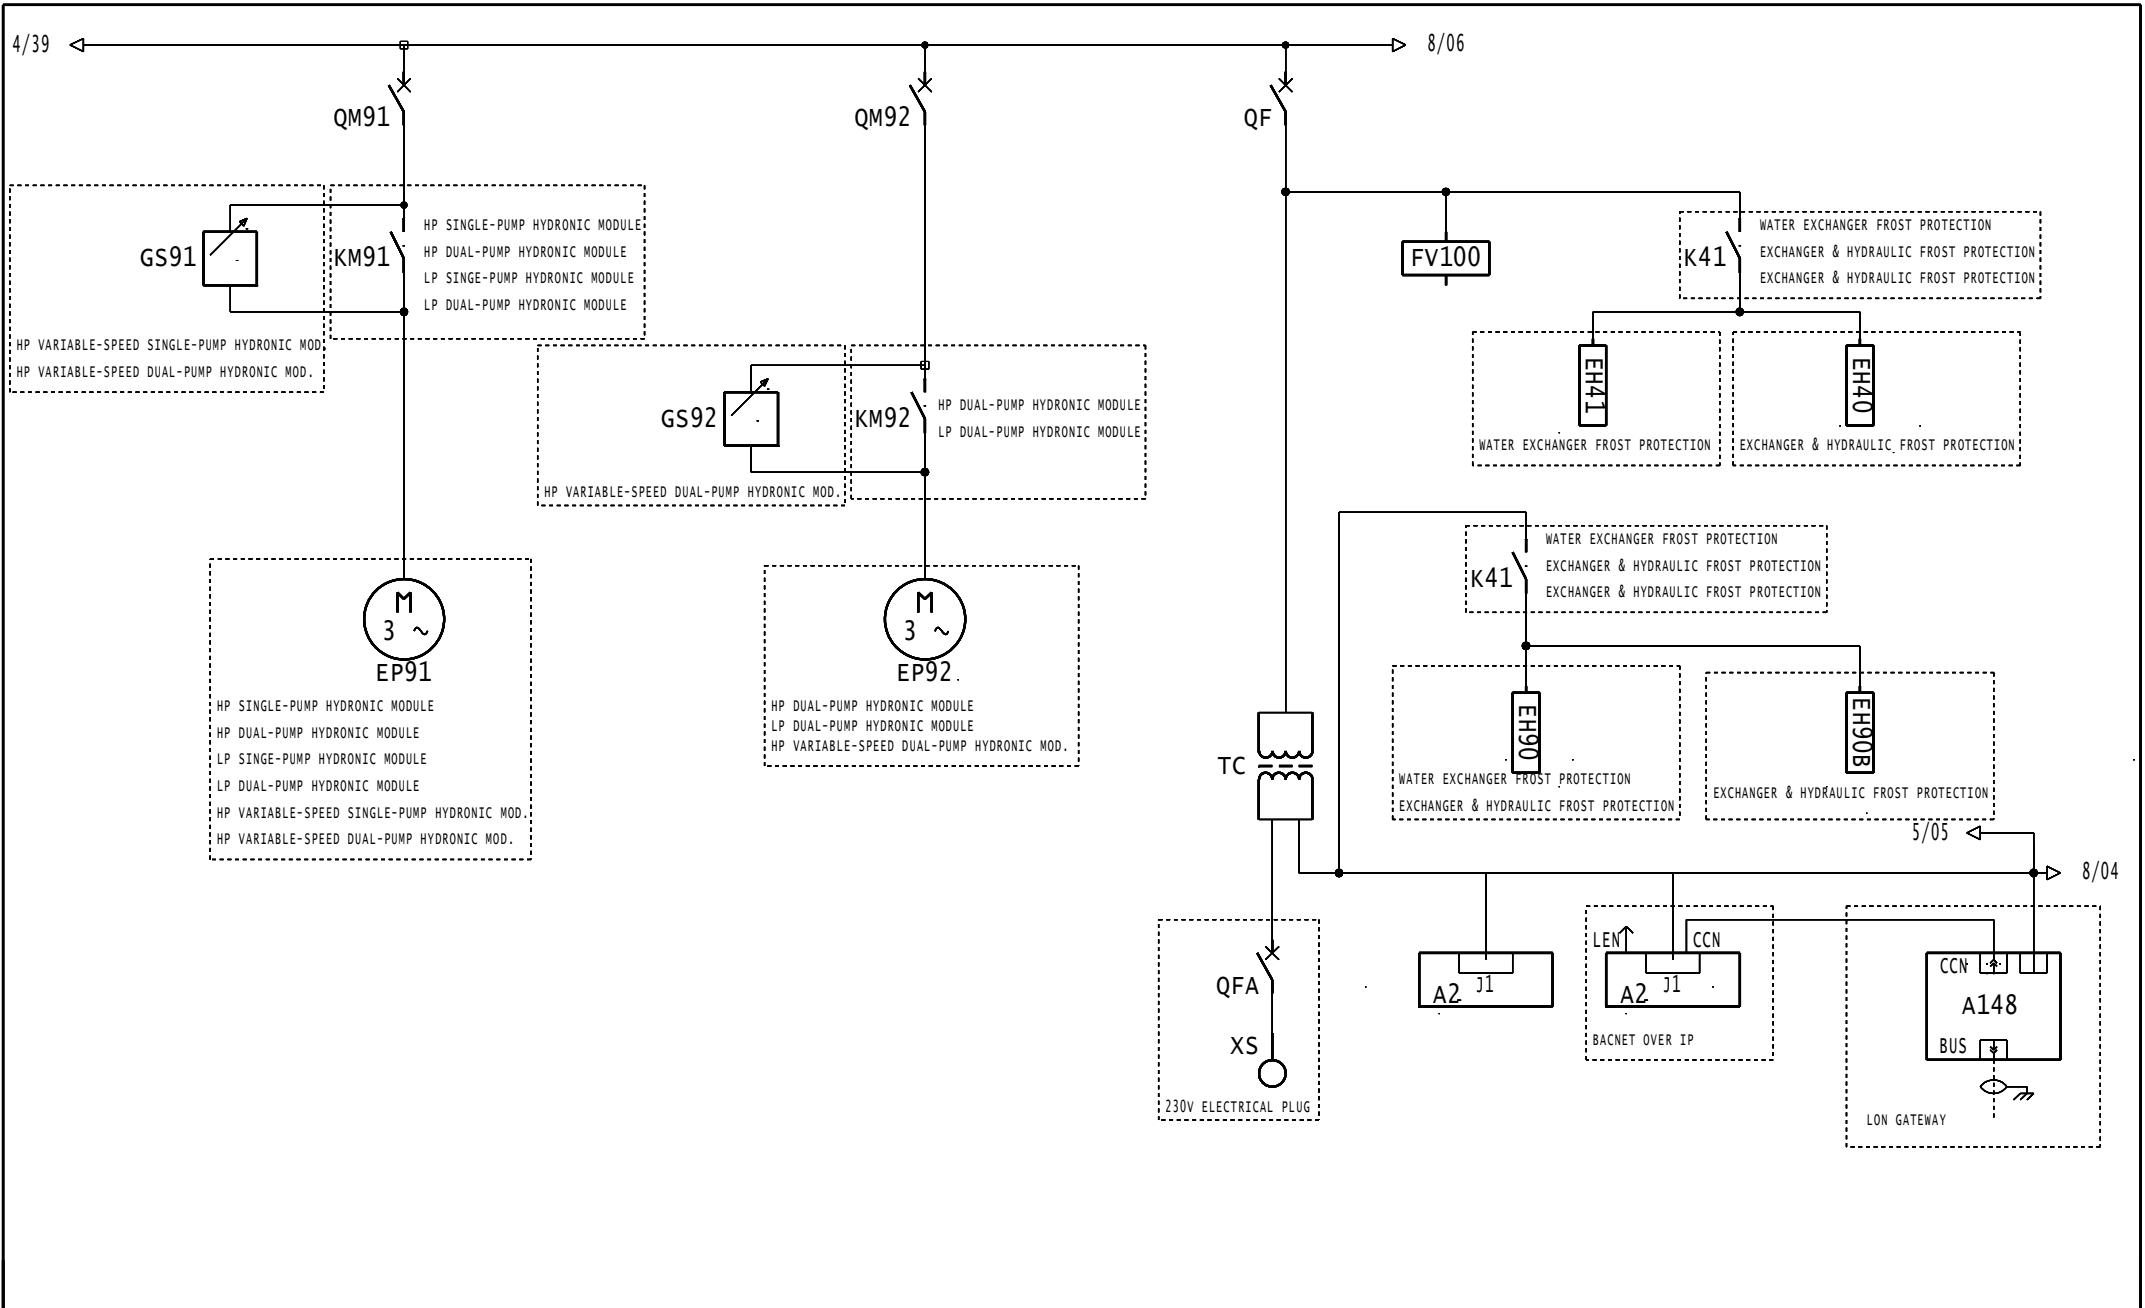 4/39
8/06
QM91
QM92
QF
GS91
KM91
HP SINGLE-PUMP HYDRONIC MODULE
HP DUAL-PUMP HYDRONIC MODULE
LP SINGE-PUMP HYDRONIC MODULE
LP DUAL-PUMP HYDRONIC MODULE
HP VARIABLE-SPEED SINGLE-PUMP HYDRONIC MOD.
HP VARIABLE-SPEED DUAL-PUMP HYDRONIC MOD.
FV100
K41
WATER EXCHANGER FROST PROTECTION
EXCHANGER & HYDRAULIC FROST PROTECTION
EXCHANGER & HYDRAULIC FROST PROTECTION
EH41
WATER EXCHANGER FROST PROTECTION
EH40
EXCHANGER & HYDRAULIC FROST PROTECTION
GS92
KM92
HP DUAL-PUMP HYDRONIC MODULE
LP DUAL-PUMP HYDRONIC MODULE
HP VARIABLE-SPEED DUAL-PUMP HYDRONIC MOD.
K41
WATER EXCHANGER FROST PROTECTION
EXCHANGER & HYDRAULIC FROST PROTECTION
EXCHANGER & HYDRAULIC FROST PROTECTION
M
3 ~
EP91
HP SINGLE-PUMP HYDRONIC MODULE
HP DUAL-PUMP HYDRONIC MODULE
LP SINGE-PUMP HYDRONIC MODULE
LP DUAL-PUMP HYDRONIC MODULE
HP VARIABLE-SPEED SINGLE-PUMP HYDRONIC MOD.
HP VARIABLE-SPEED DUAL-PUMP HYDRONIC MOD.
M
3 ~
EP92
HP DUAL-PUMP HYDRONIC MODULE
LP DUAL-PUMP HYDRONIC MODULE
HP VARIABLE-SPEED DUAL-PUMP HYDRONIC MOD.
TC
EH90
WATER EXCHANGER FROST PROTECTION
EXCHANGER & HYDRAULIC FROST PROTECTION
EH90B
EXCHANGER & HYDRAULIC FROST PROTECTION
5/05
8/04
QFA
XS
230V ELECTRICAL PLUG
A2 J1
LEN
CCN
A2 J1
BACNET OVER IP
CCN
A148
BUS
LON GATEWAY